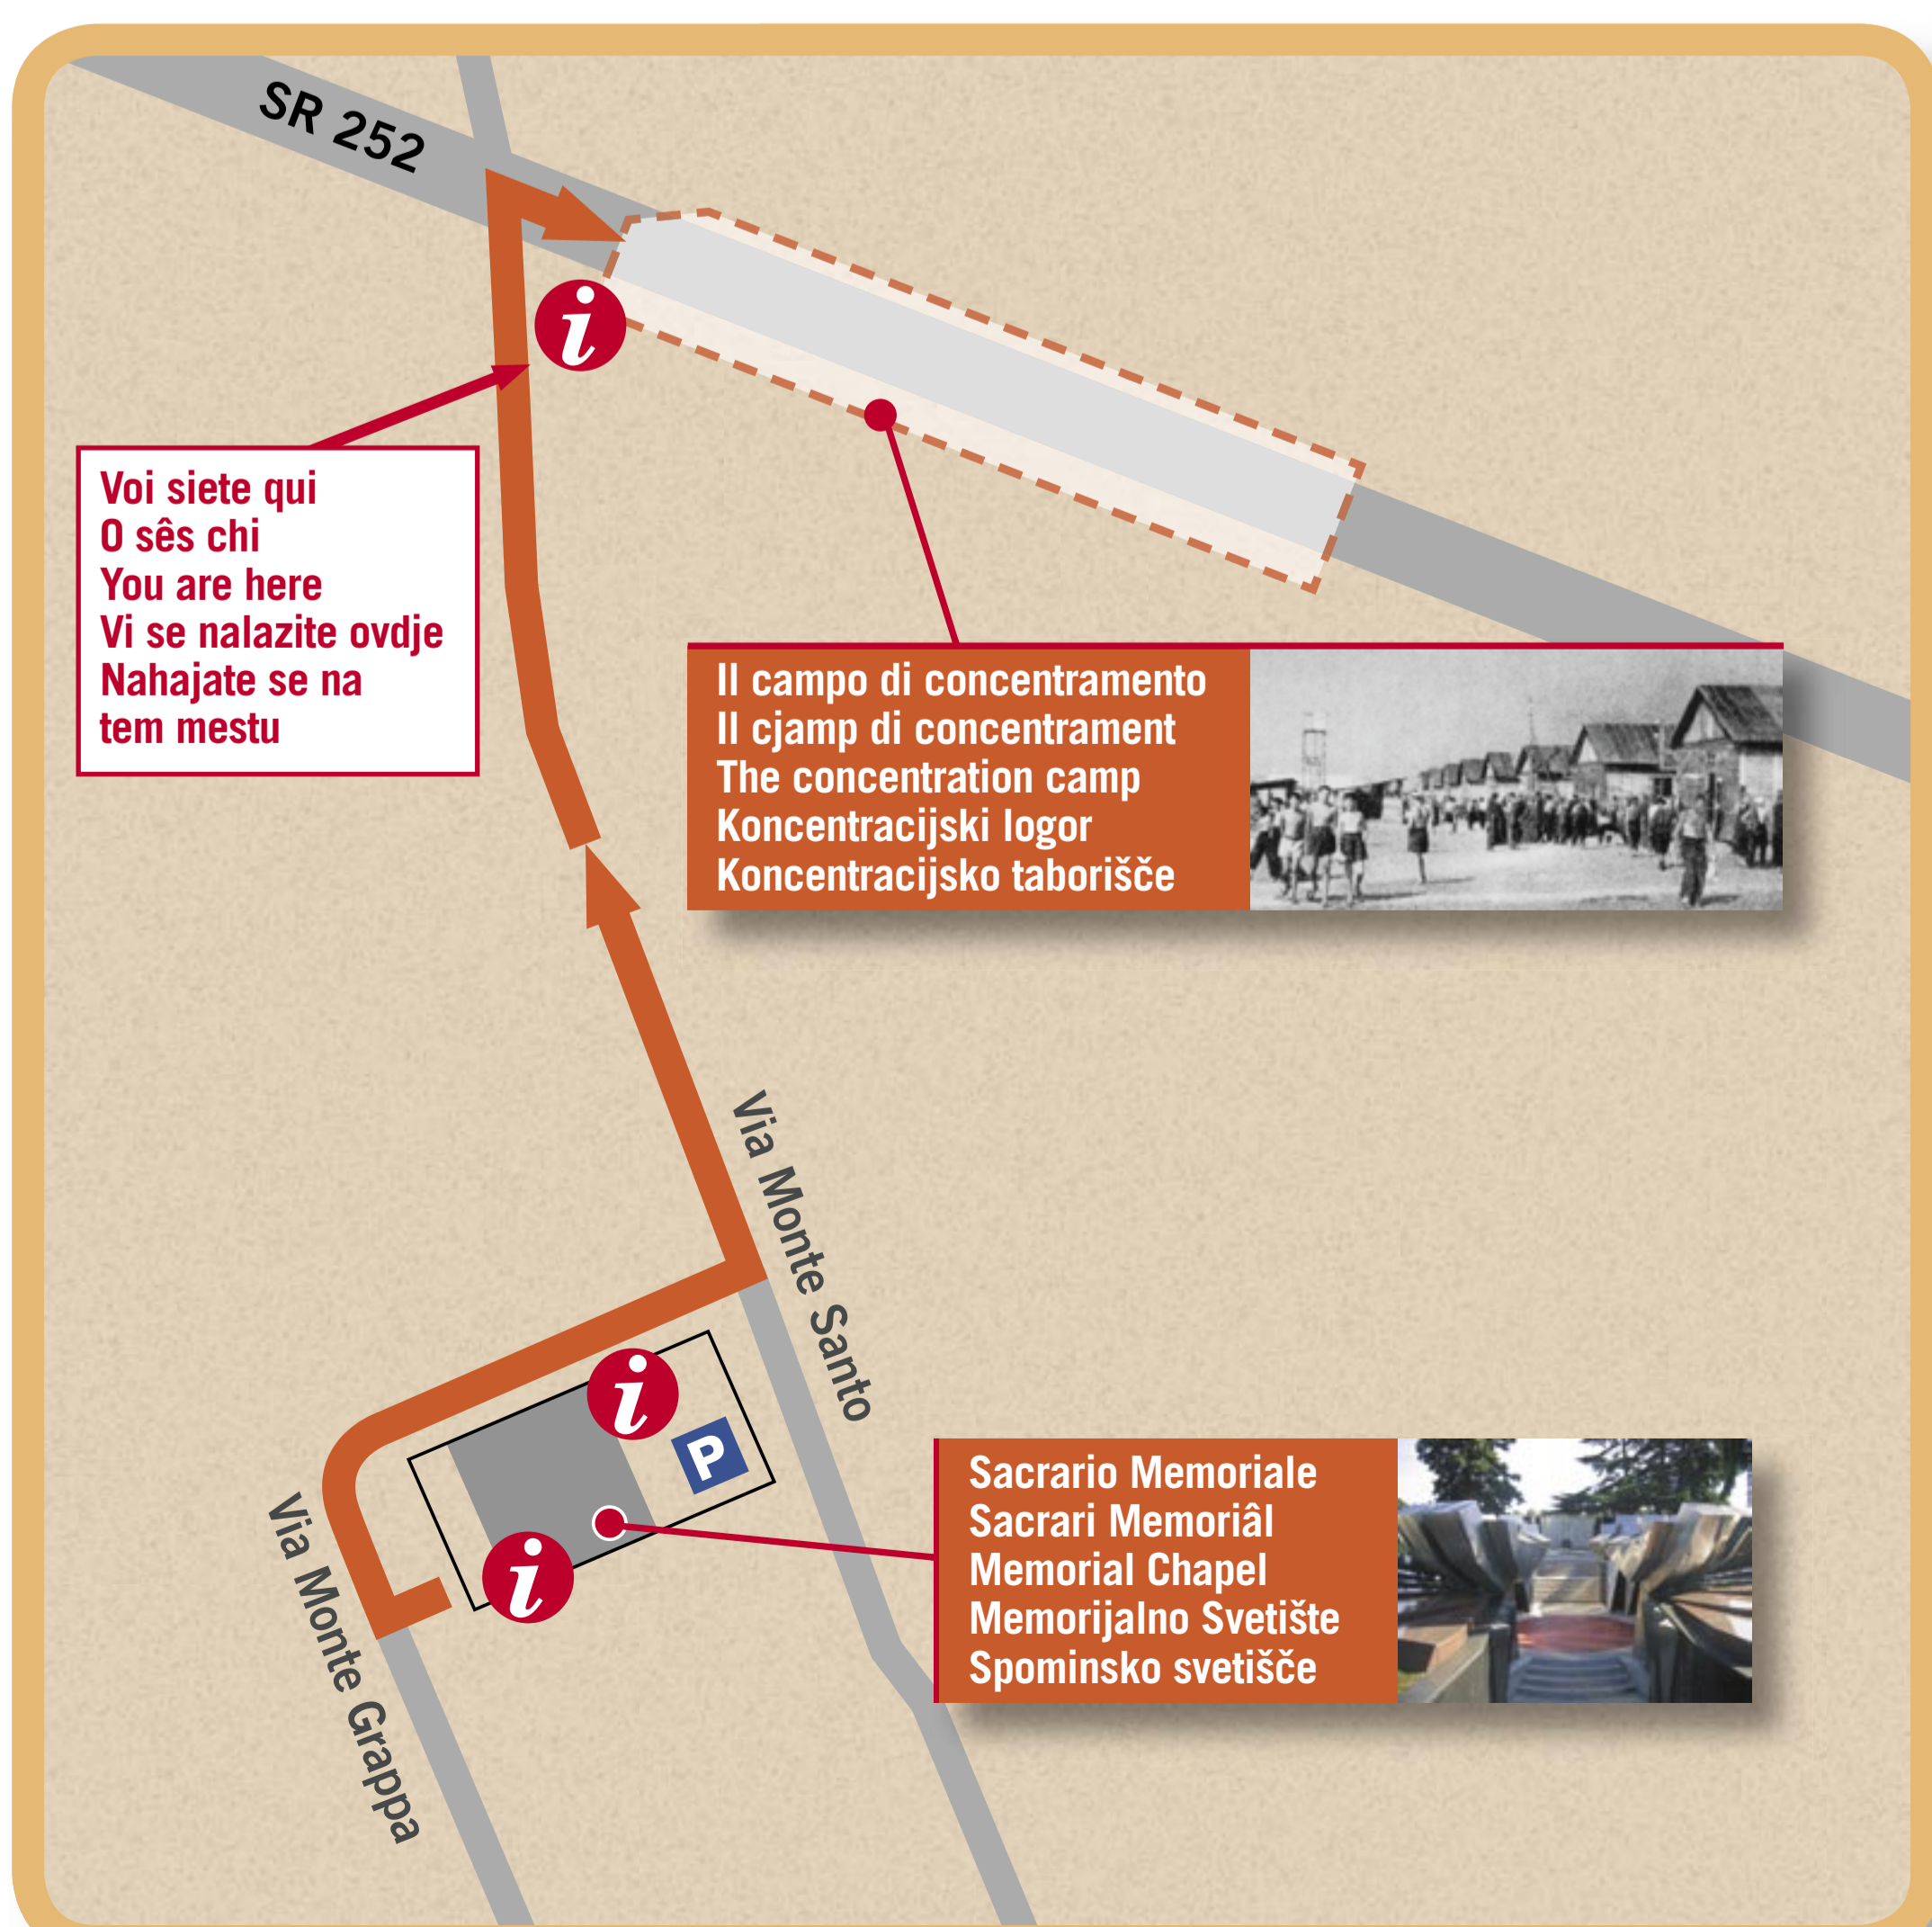 SR 252
i
Voi siete qui
O sês chi
You are here
Vi se nalazite ovdje
Nahajate se na
tem mestu
Il campo di concentramento
Il cjamp di concentrament
The concentration camp
Koncentracijski logor
Koncentracijsko taborišče
Via Monte Santo
i
P
i
Via Monte Grappa
Sacrario Memoriale
Sacrari Memoriâl
Memorial Chapel
Memorijalno Svetište
Spominsko svetišče